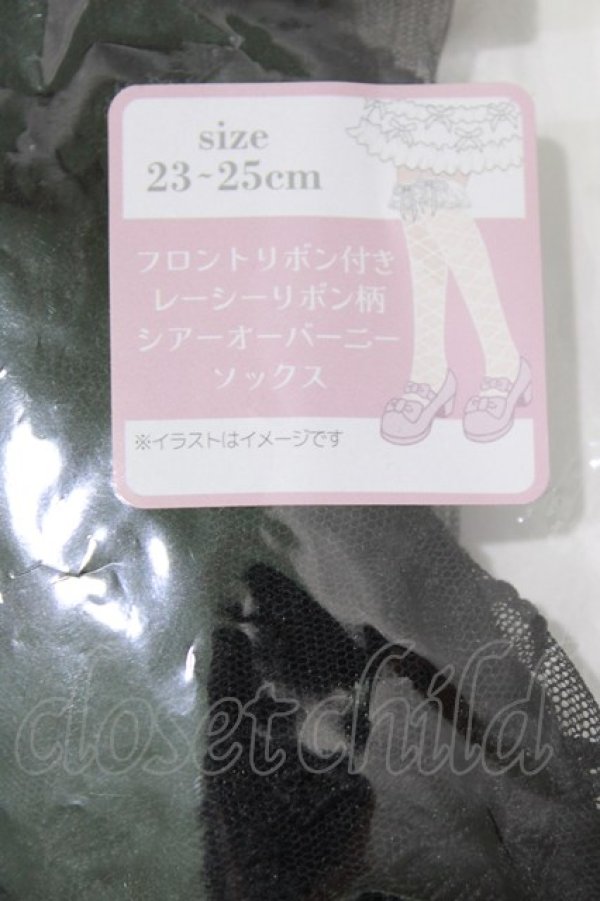 size
23~25cm
フロントリボン付き
レーシーリボン柄
シアーオーバーニー
ソックス
※イラストはイメージです
closet child